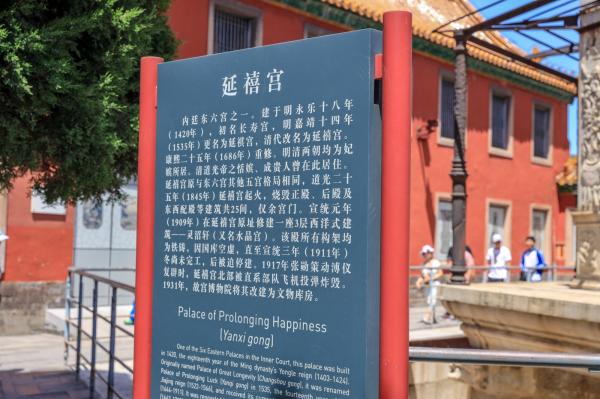 延禧宫
内廷东六宫之一。建于明永乐十八年
（1420年），初名长寿宫，明嘉靖十四年
（1535年）更名为延祺宫，清代改名为延禧宫。
康熙二十五年（1686年）重修。明清两朝均为妃
嫔所居。清道光帝之恬嫔、成贵人曾在此居住。
延禧宫原与东六宫其他五宫格局相同，道光二十
五年（1845年）延禧宫起火，烧毁正殿、后殿及
东西配殿等建筑共25间，仅余宫门。宣统元年
（1909年）在延禧宫原址修建一座3层西洋式建
筑——灵沼轩（又名水晶宫）。该殿所有构架均
为铁铸，因国库空虚，直至宣统三年（1911年）
冬尚未完工，后被迫停建。1917年张勋策动溥仪
复辟时，延禧宫北部被直系部队飞机投弹炸毁。
1931年，故宫博物院将其改建为文物库房。
Palace of Prolonging Happiness
(Yanxi gong)
One of the Six Eastern Palaces in the Inner Court, this palace was built
in 1420, the eighteenth year of the Ming dynasty's Yongle reign (1403-1424).
Originally named Palace of Great Longevity (Changshou gong), it was renamed
Palace of Prolonging Luck (Yanqi gong) in 1535, the fourteenth year of the
Jiajing reign (1522-1566), and received its